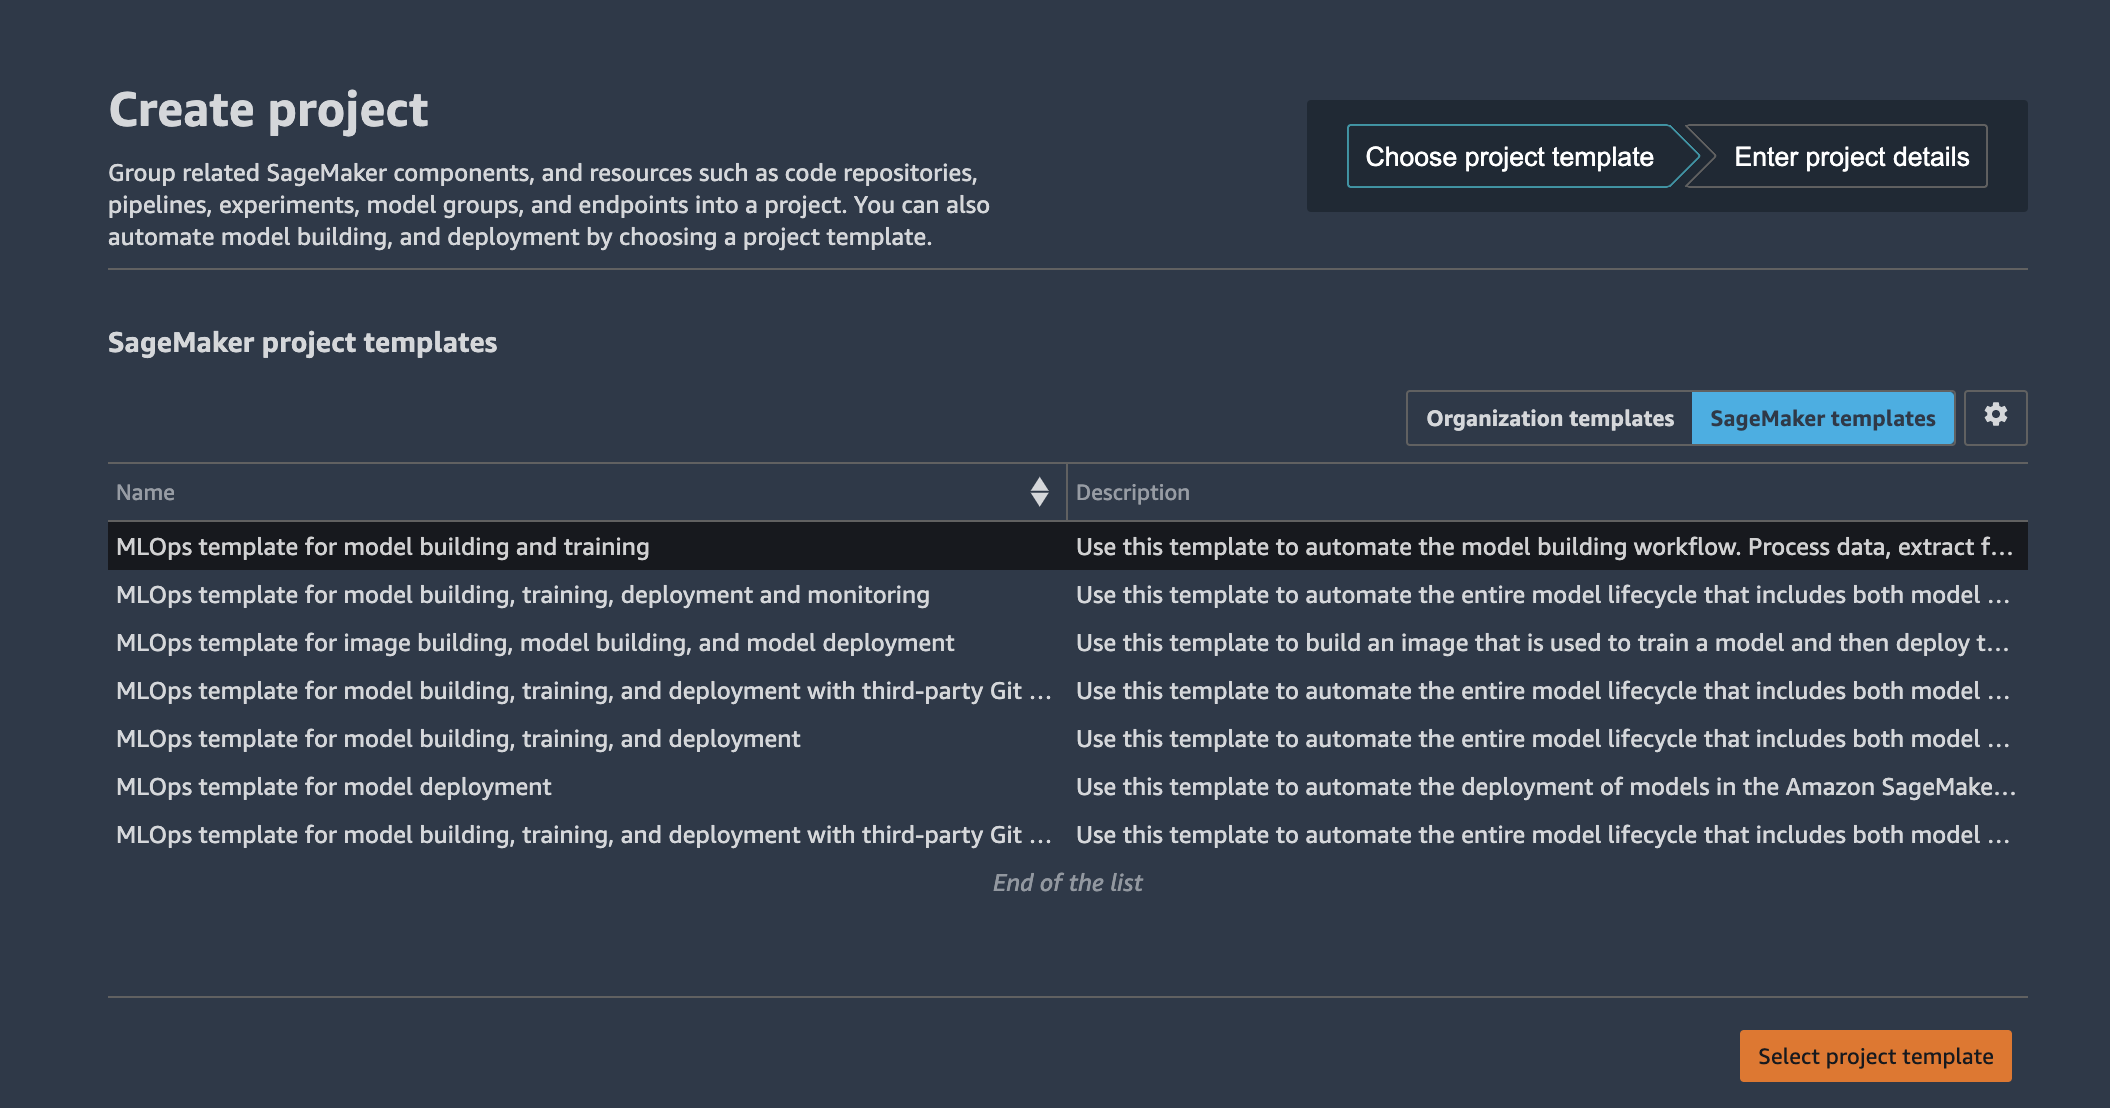 Create project
Group related SageMaker components, and resources such as code repositories,
pipelines, experiments, model groups, and endpoints into a project. You can also
automate model building, and deployment by choosing a project template.
Choose project template
Enter project details
SageMaker project templates
Organization templates
SageMaker templates
Name
Description
MLOps template for model building and training
Use this template to automate the model building workflow. Process data, extract f...
MLOps template for model building, training, deployment and monitoring
Use this template to automate the entire model lifecycle that includes both model ...
MLOps template for image building, model building, and model deployment
Use this template to build an image that is used to train a model and then deploy t...
MLOps template for model building, training, and deployment with third-party Git ...
Use this template to automate the entire model lifecycle that includes both model ...
MLOps template for model building, training, and deployment
Use this template to automate the entire model lifecycle that includes both model ...
MLOps template for model deployment
Use this template to automate the deployment of models in the Amazon SageMake...
MLOps template for model building, training, and deployment with third-party Git ...
Use this template to automate the entire model lifecycle that includes both model ...
End of the list
Select project template